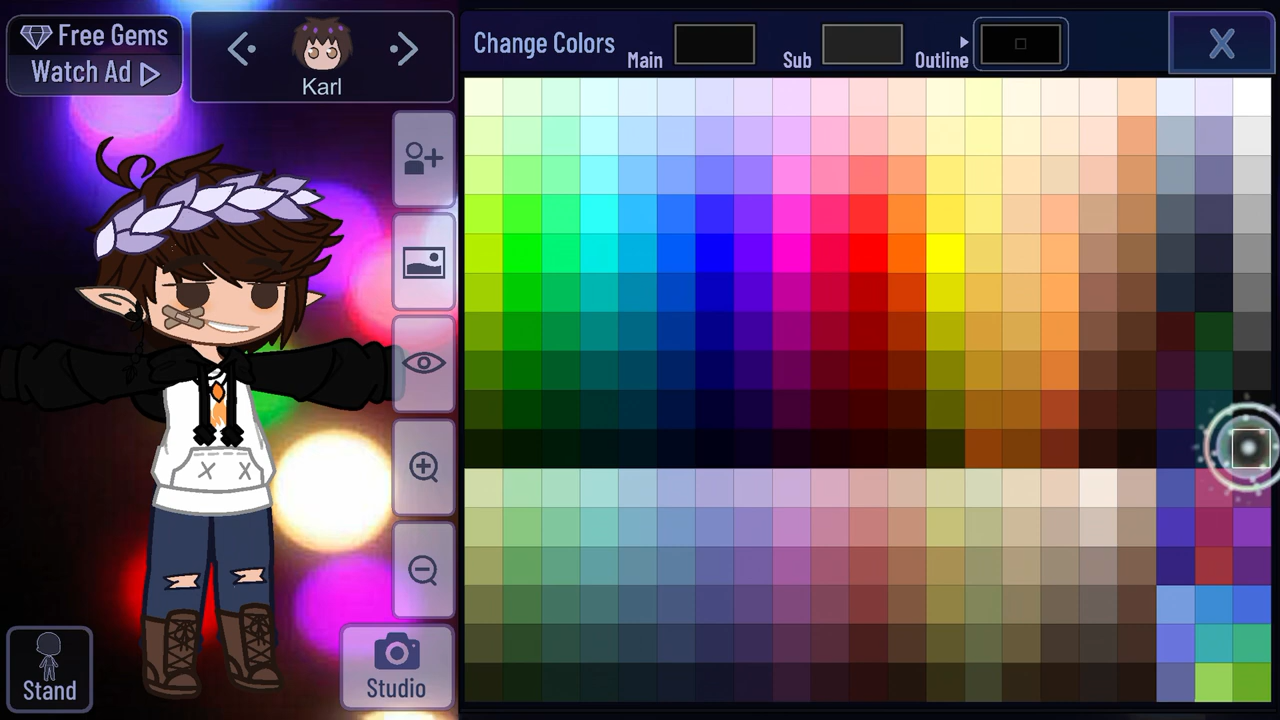 Free Gems
Watch Ad
Karl
Change Colors
Main
Sub
Outline
X
Stand
Studio